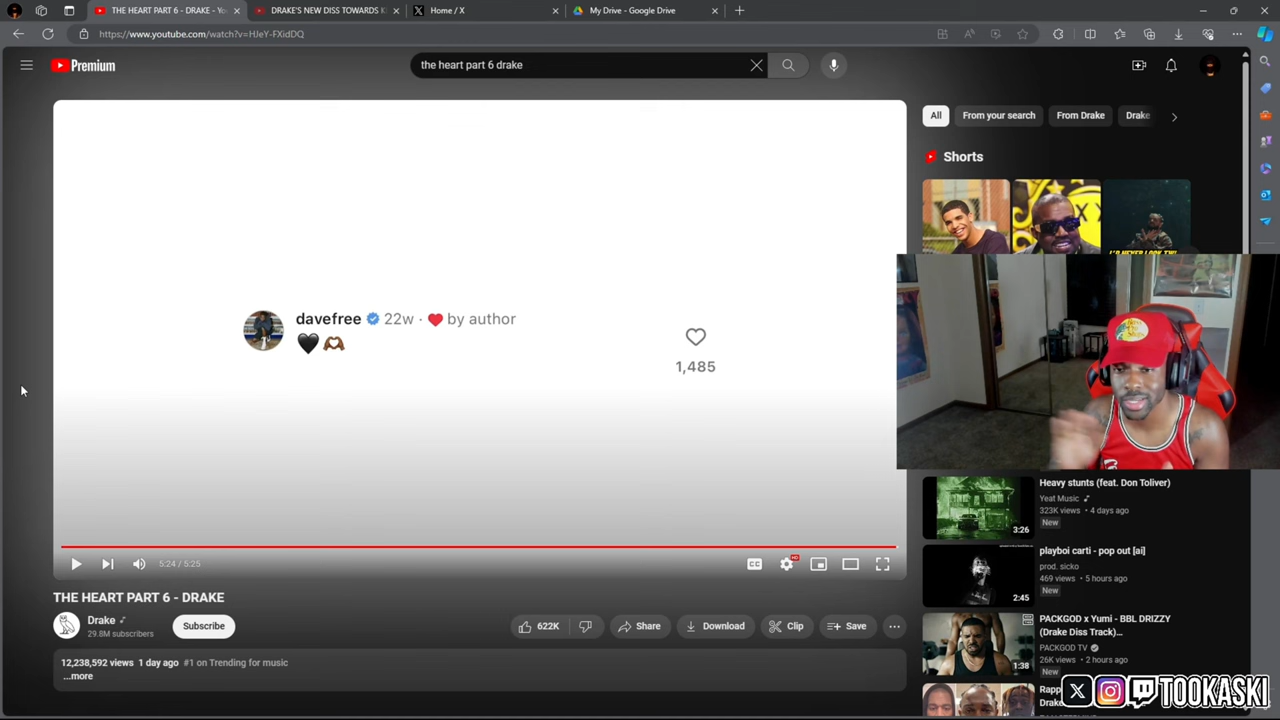 THE HEART PART 6 - DRAKE - Yo
DRAKE'S NEW DISS TOWARDS K
Home / X
My Drive - Google Drive
https://www.youtube.com/watch?v=HJeY-FXidDQ
Premium
the heart part 6 drake
All
From your search
From Drake
Drake
Shorts
davefree 22w · ❤️ by author
🖤 🫶🏾
1,485
5:24 / 5:25
CC
HD
THE HEART PART 6 - DRAKE
Drake
29.8M subscribers
Subscribe
622K
Share
Download
Clip
Save
12,238,592 views 1 day ago #1 on Trending for music
...more
Heavy stunts (feat. Don Toliver)
Yeat Music
323K views • 4 days ago
New
3:26
playboi carti - pop out [ai]
prod. sicko
469 views • 5 hours ago
New
2:45
PACKGOD x Yumi - BBL DRIZZY
(Drake Diss Track)…
PACKGOD TV
26K views • 2 hours ago
New
1:38
Drake
TOOKASKI